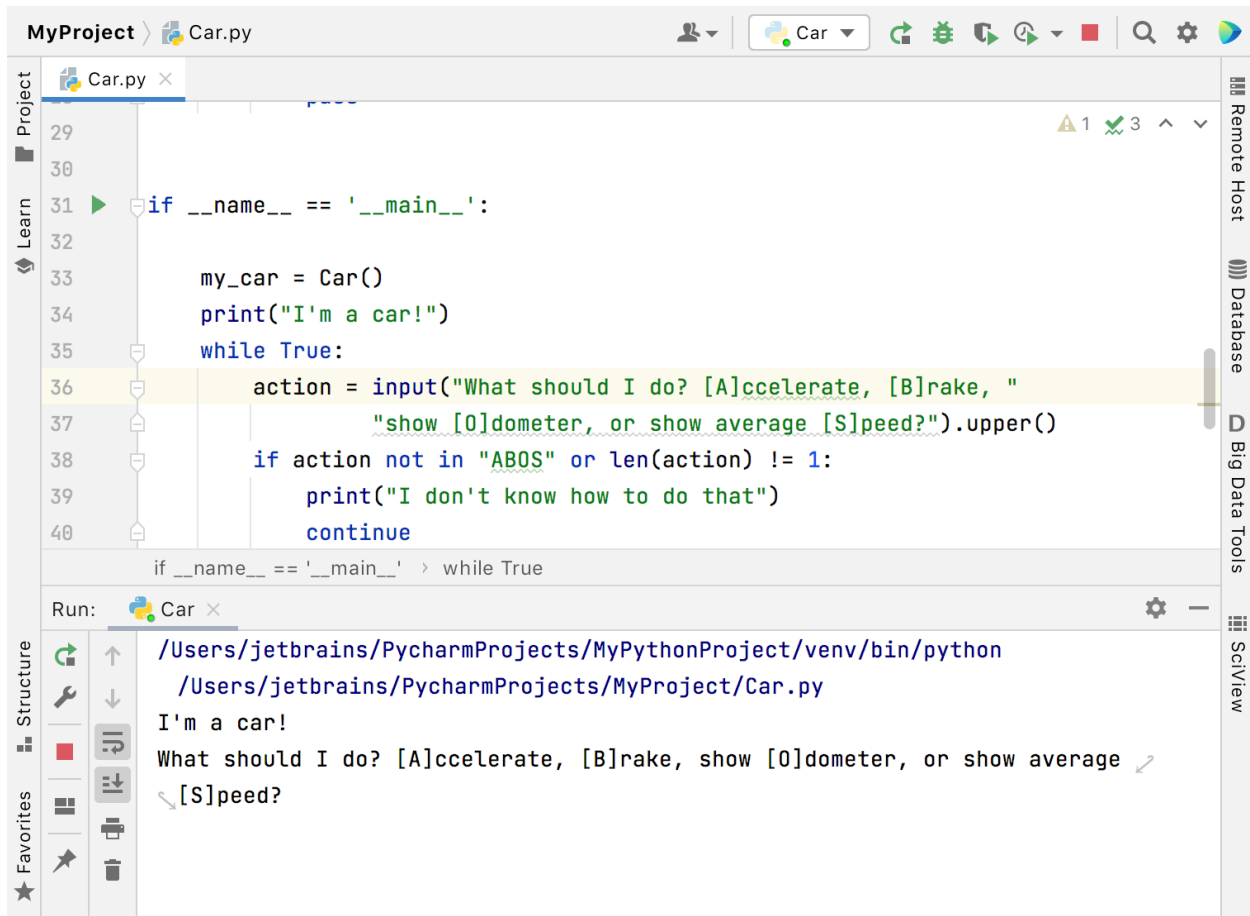 MyProject Car.py
Car
Car.py
29
30
31 if __name__ == '__main__':
32
33 my_car = Car()
34 print("I'm a car!")
35 while True:
36 action = input("What should I do? [A]ccelerate, [B]rake, "
37 "show [O]dometer, or show average [S]peed?").upper()
38 if action not in "ABOS" or len(action) != 1:
39 print("I don't know how to do that")
40 continue
1 3
if __name__ == '__main__' › while True
Run: Car
/Users/jetbrains/PycharmProjects/MyPythonProject/venv/bin/python
/Users/jetbrains/PycharmProjects/MyProject/Car.py
I'm a car!
What should I do? [A]ccelerate, [B]rake, show [O]dometer, or show average
[S]peed?
Project
Learn
Structure
Favorites
Remote Host
Database
D Big Data Tools
SciView